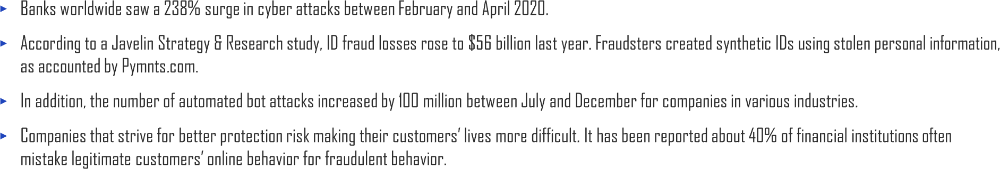 ▸ Banks worldwide saw a 238% surge in cyber attacks between February and April 2020.
▸ According to a Javelin Strategy & Research study, ID fraud losses rose to $56 billion last year. Fraudsters created synthetic IDs using stolen personal information,
as accounted by Pymnts.com.
▸ In addition, the number of automated bot attacks increased by 100 million between July and December for companies in various industries.
▸ Companies that strive for better protection risk making their customers’ lives more difficult. It has been reported about 40% of financial institutions often
mistake legitimate customers’ online behavior for fraudulent behavior.